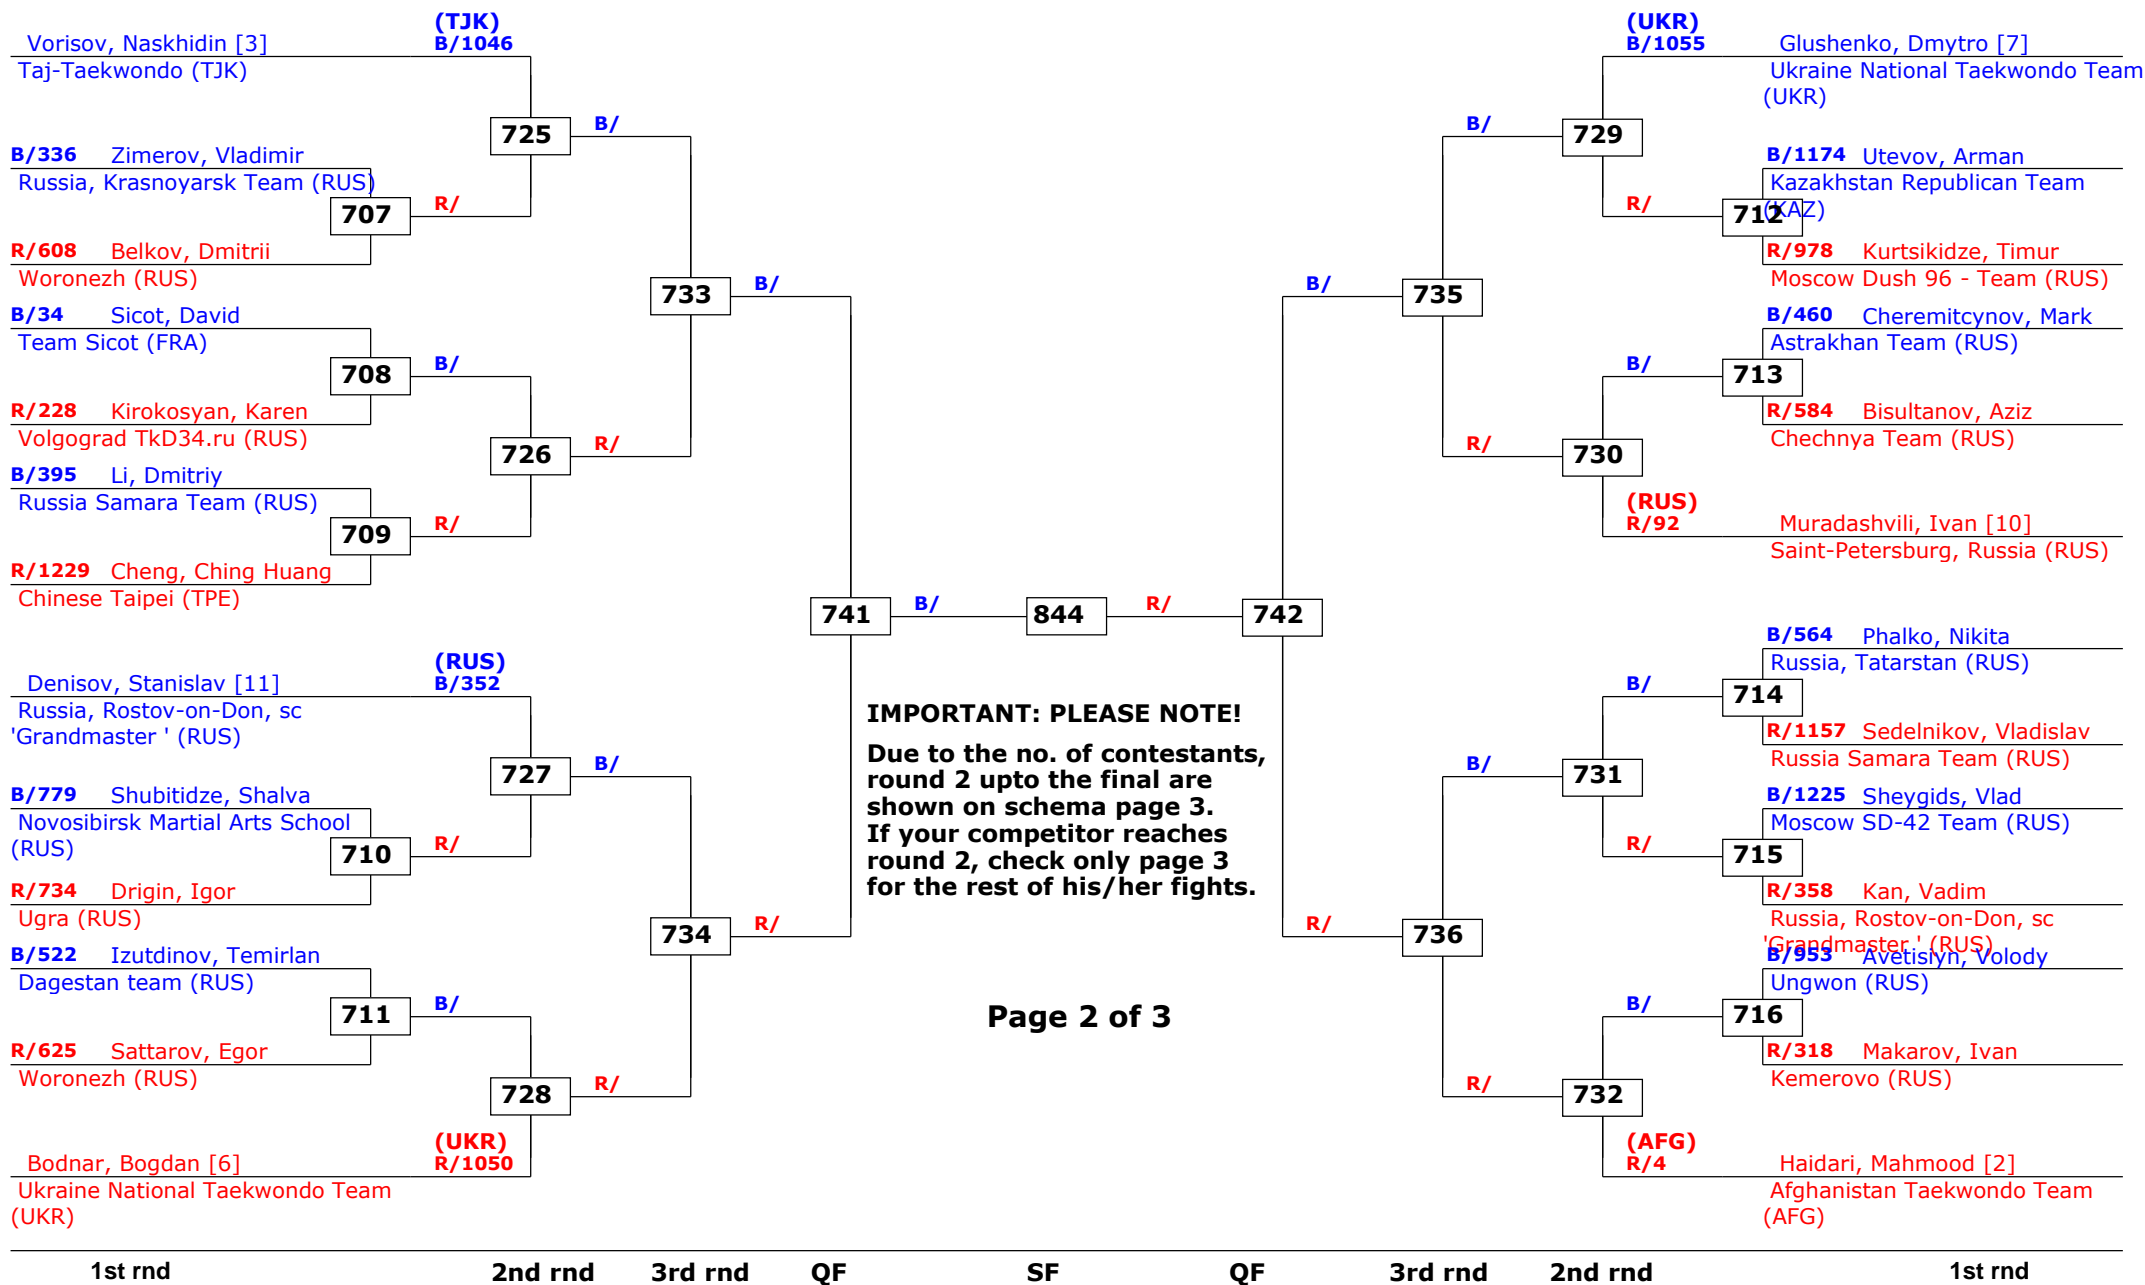 (TJK)
Vorisov, Naskhidin [3] B/1046
Taj-Taekwondo (TJK)
725 B/
B/336 Zimerov, Vladimir
Russia, Krasnoyarsk Team (RUS)
707 R/
R/608 Belkov, Dmitrii
Woronezh (RUS)
733 B/
B/34 Sicot, David
Team Sicot (FRA)
708 B/
R/228 Kirokosyan, Karen
Volgograd TkD34.ru (RUS)
726 R/
B/395 Li, Dmitriy
Russia Samara Team (RUS)
709 R/
R/1229 Cheng, Ching Huang
Chinese Taipei (TPE)
741 B/ 844 R/ 742
(RUS)
Denisov, Stanislav [11] B/352
Russia, Rostov-on-Don, sc
'Grandmaster ' (RUS)
727 B/
B/779 Shubitidze, Shalva
Novosibirsk Martial Arts School
(RUS)
710 R/
R/734 Drigin, Igor
Ugra (RUS)
734 R/
B/522 Izutdinov, Temirlan
Dagestan team (RUS)
711 B/
R/625 Sattarov, Egor
Woronezh (RUS)
728 R/
(UKR)
Bodnar, Bogdan [6] R/1050
Ukraine National Taekwondo Team
(UKR)
IMPORTANT: PLEASE NOTE!
Due to the no. of contestants,
round 2 upto the final are
shown on schema page 3.
If your competitor reaches
round 2, check only page 3
for the rest of his/her fights.
Page 2 of 3
(UKR)
B/1055 Glushenko, Dmytro [7]
Ukraine National Taekwondo Team
(UKR)
B/ 729
B/1174 Utevov, Arman
Kazakhstan Republican Team
(KAZ)
R/ 712
R/978 Kurtsikidze, Timur
Moscow Dush 96 - Team (RUS)
B/ 735
B/460 Cheremitcynov, Mark
Astrakhan Team (RUS)
B/ 713
R/584 Bisultanov, Aziz
Chechnya Team (RUS)
R/ 730
(RUS)
R/92 Muradashvili, Ivan [10]
Saint-Petersburg, Russia (RUS)
B/564 Phalko, Nikita
Russia, Tatarstan (RUS)
B/ 714
R/1157 Sedelnikov, Vladislav
Russia Samara Team (RUS)
B/ 731
B/1225 Sheygids, Vlad
Moscow SD-42 Team (RUS)
R/ 715
R/358 Kan, Vadim
Russia, Rostov-on-Don, sc
'Grandmaster ' (RUS)
R/ 736
B/953 Avetisiyn, Volody
Ungwon (RUS)
B/ 716
R/318 Makarov, Ivan
Kemerovo (RUS)
R/ 732
(AFG)
R/4 Haidari, Mahmood [2]
Afghanistan Taekwondo Team
(AFG)
1st rnd 2nd rnd 3rd rnd QF SF QF 3rd rnd 2nd rnd 1st rnd